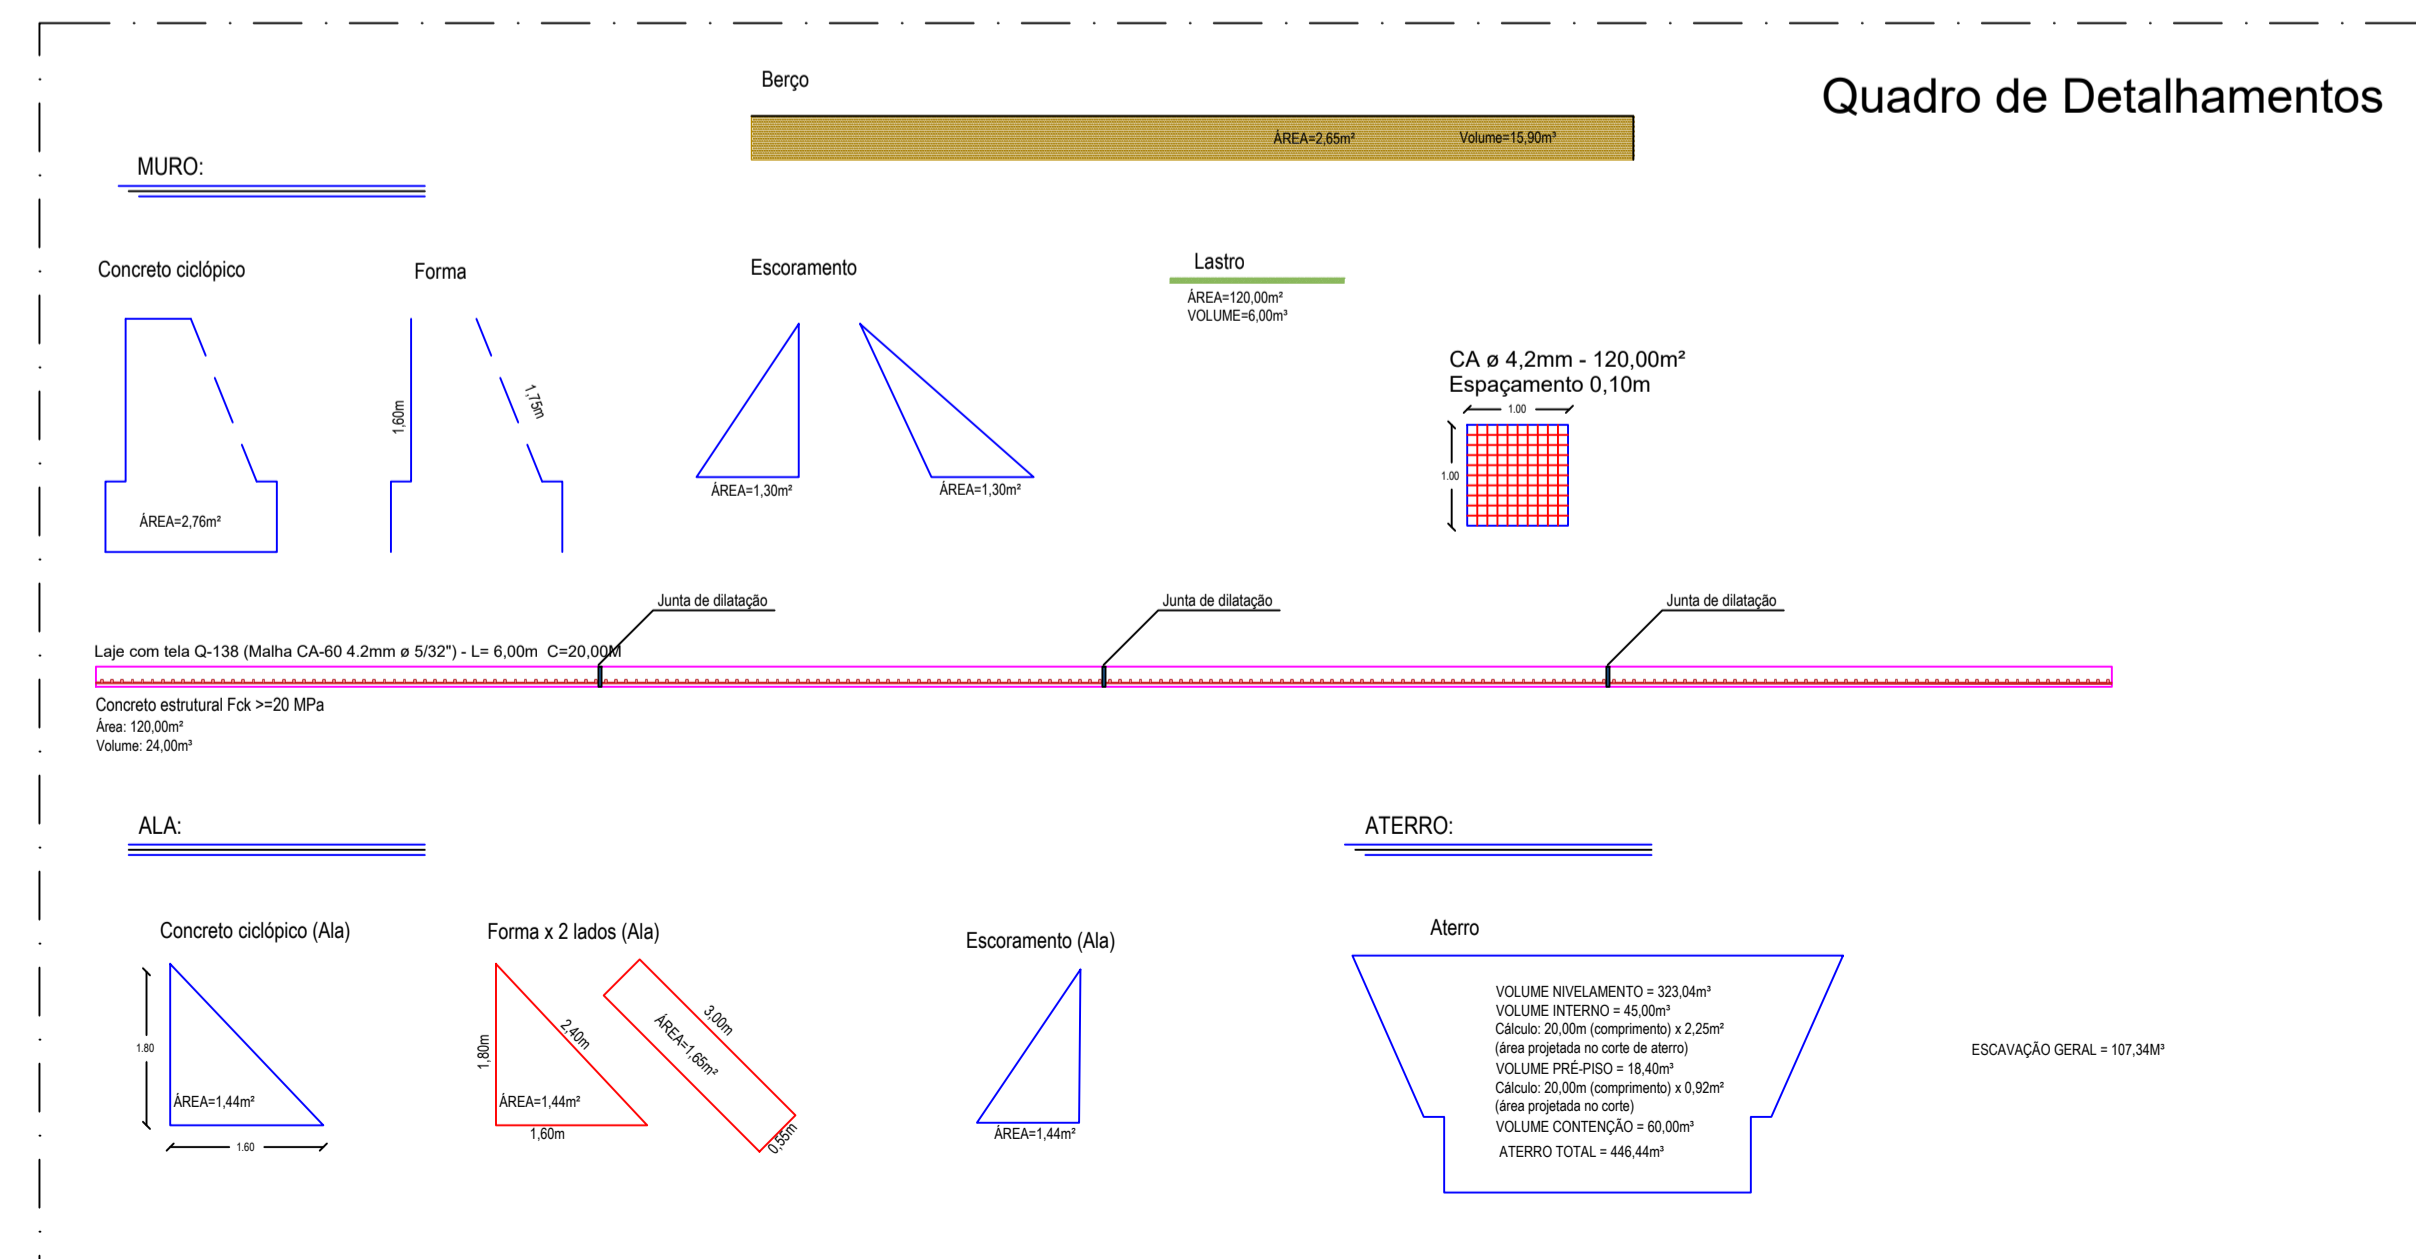 Quadro de Detalhamentos
Berço
ÁREA=2,65m² Volume=15,90m³
MURO:
Concreto ciclópico
ÁREA=2,76m²
Forma
1,60m
1,75m
Escoramento
ÁREA=1,30m²
ÁREA=1,30m²
Lastro
ÁREA=120,00m²
VOLUME=6,00m³
CA ø 4,2mm - 120,00m²
Espaçamento 0,10m
1.00
1.00
Junta de dilatação
Junta de dilatação
Junta de dilatação
Laje com tela Q-138 (Malha CA-60 4.2mm ø 5/32") - L= 6,00m C=20,00M
Concreto estrutural Fck >=20 MPa
Área: 120,00m²
Volume: 24,00m³
ALA:
Concreto ciclópico (Ala)
1.80
ÁREA=1,44m²
1.60
Forma x 2 lados (Ala)
1,80m
2,40m
ÁREA=1,44m²
1,60m
3,00m
ÁREA=1,65m²
0,55m
Escoramento (Ala)
ÁREA=1,44m²
ATERRO:
Aterro
VOLUME NIVELAMENTO = 323,04m³
VOLUME INTERNO = 45,00m³
Cálculo: 20,00m (comprimento) x 2,25m²
(área projetada no corte de aterro)
VOLUME PRÉ-PISO = 18,40m³
Cálculo: 20,00m (comprimento) x 0,92m²
(área projetada no corte)
VOLUME CONTENÇÃO = 60,00m³
ATERRO TOTAL = 446,44m³
ESCAVAÇÃO GERAL = 107,34M³